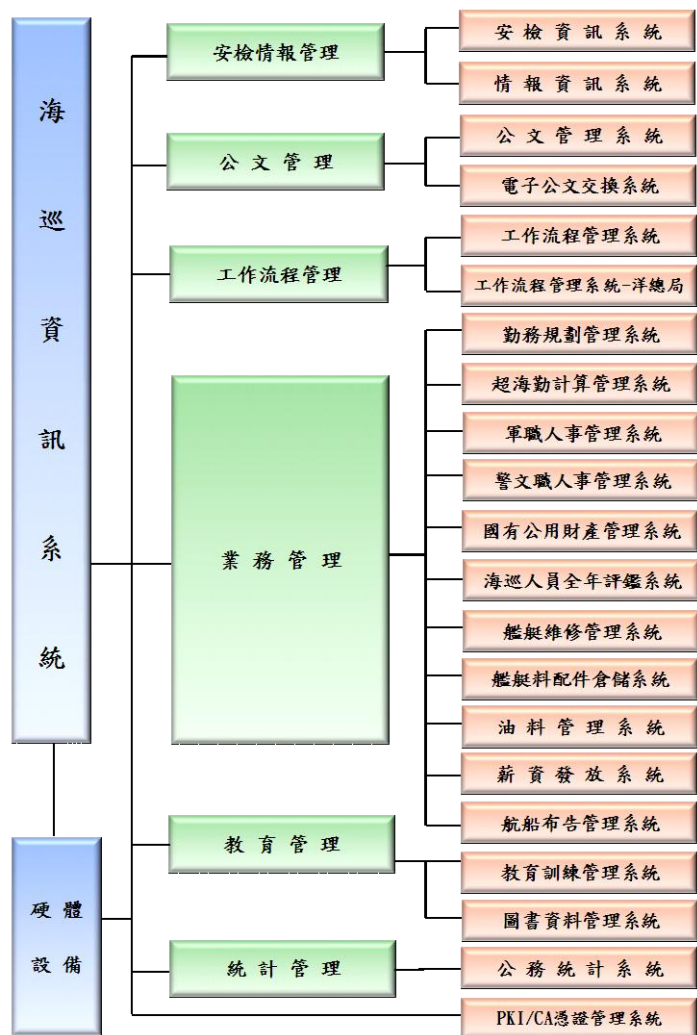 海巡資訊系統
硬體
設備
安檢情報管理
安檢資訊系統
情報資訊系統
公文管理
公文管理系統
電子公文交換系統
工作流程管理
工作流程管理系統
工作流程管理系統-洋總局
業務管理
勤務規劃管理系統
超海勤計算管理系統
軍職人事管理系統
警文職人事管理系統
國有公用財產管理系統
海巡人員全年評鑑系統
艦艇維修管理系統
艦艇料配件倉儲系統
油料管理系統
薪資發放系統
航船布告管理系統
教育管理
教育訓練管理系統
圖書資料管理系統
統計管理
公務統計系統
PKI/CA憑證管理系統